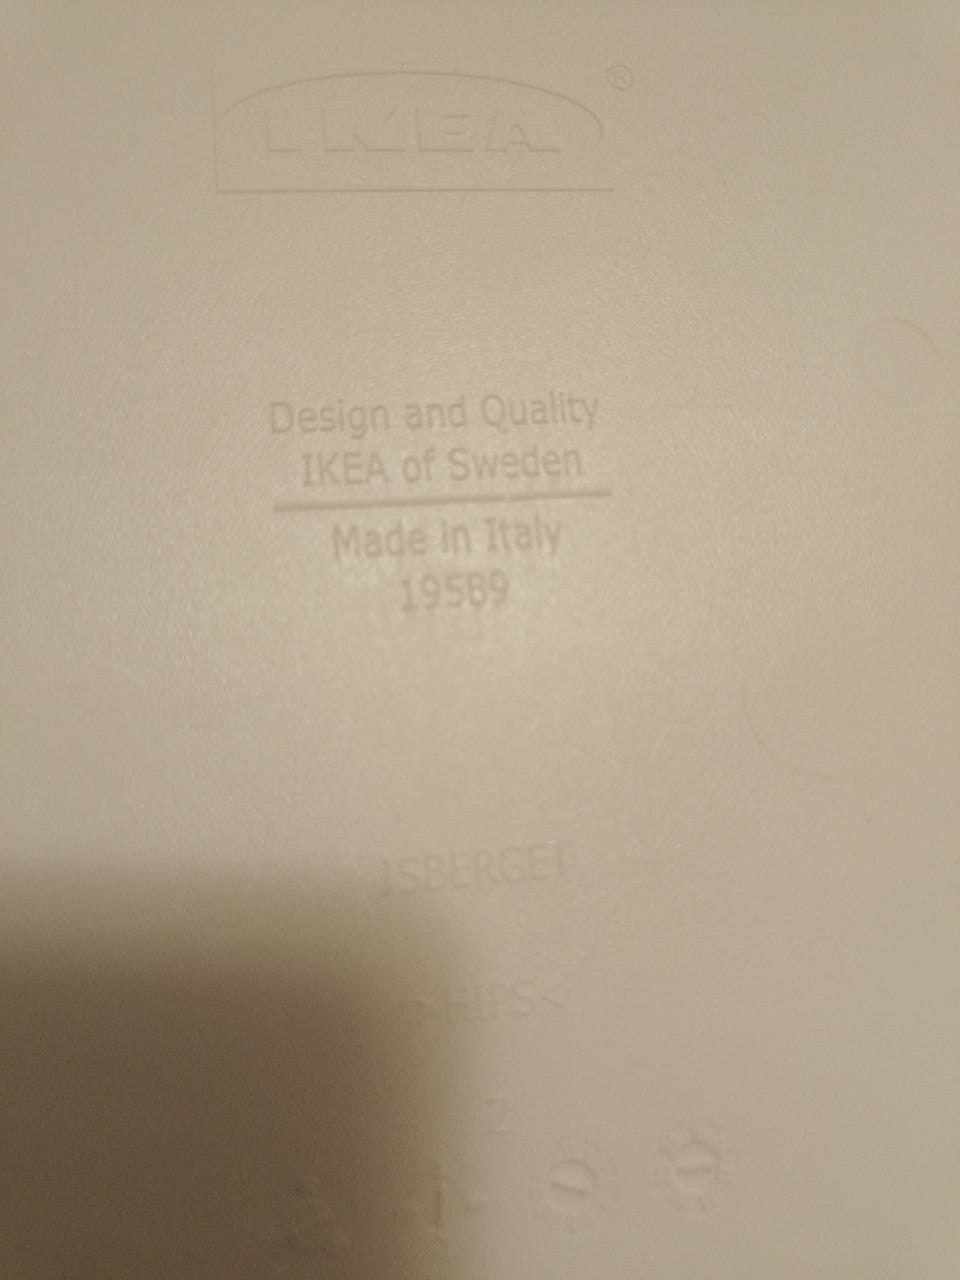 IKEA ®
Design and Quality
IKEA of Sweden
Made in Italy
19589
ISBERGET
>HIPS<
2